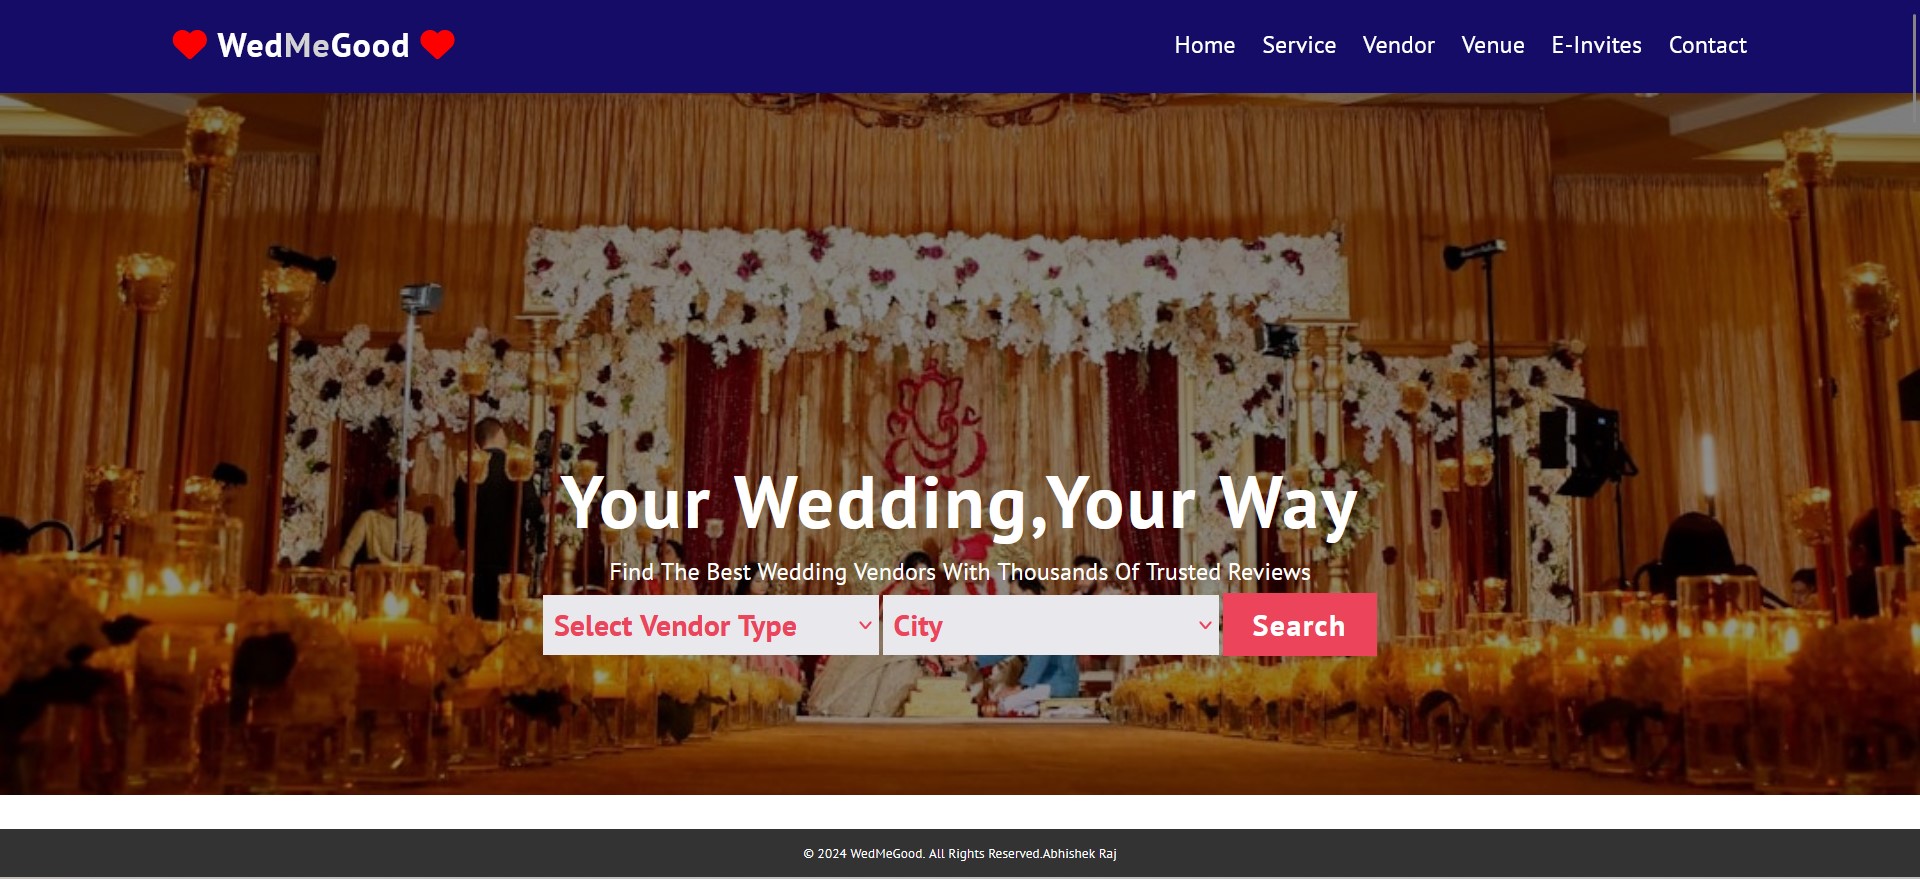 WedMeGood
Home Service Vendor Venue E-Invites Contact
Your Wedding,Your Way
Find The Best Wedding Vendors With Thousands Of Trusted Reviews
Select Vendor Type City Search
© 2024 WedMeGood. All Rights Reserved.Abhishek Raj